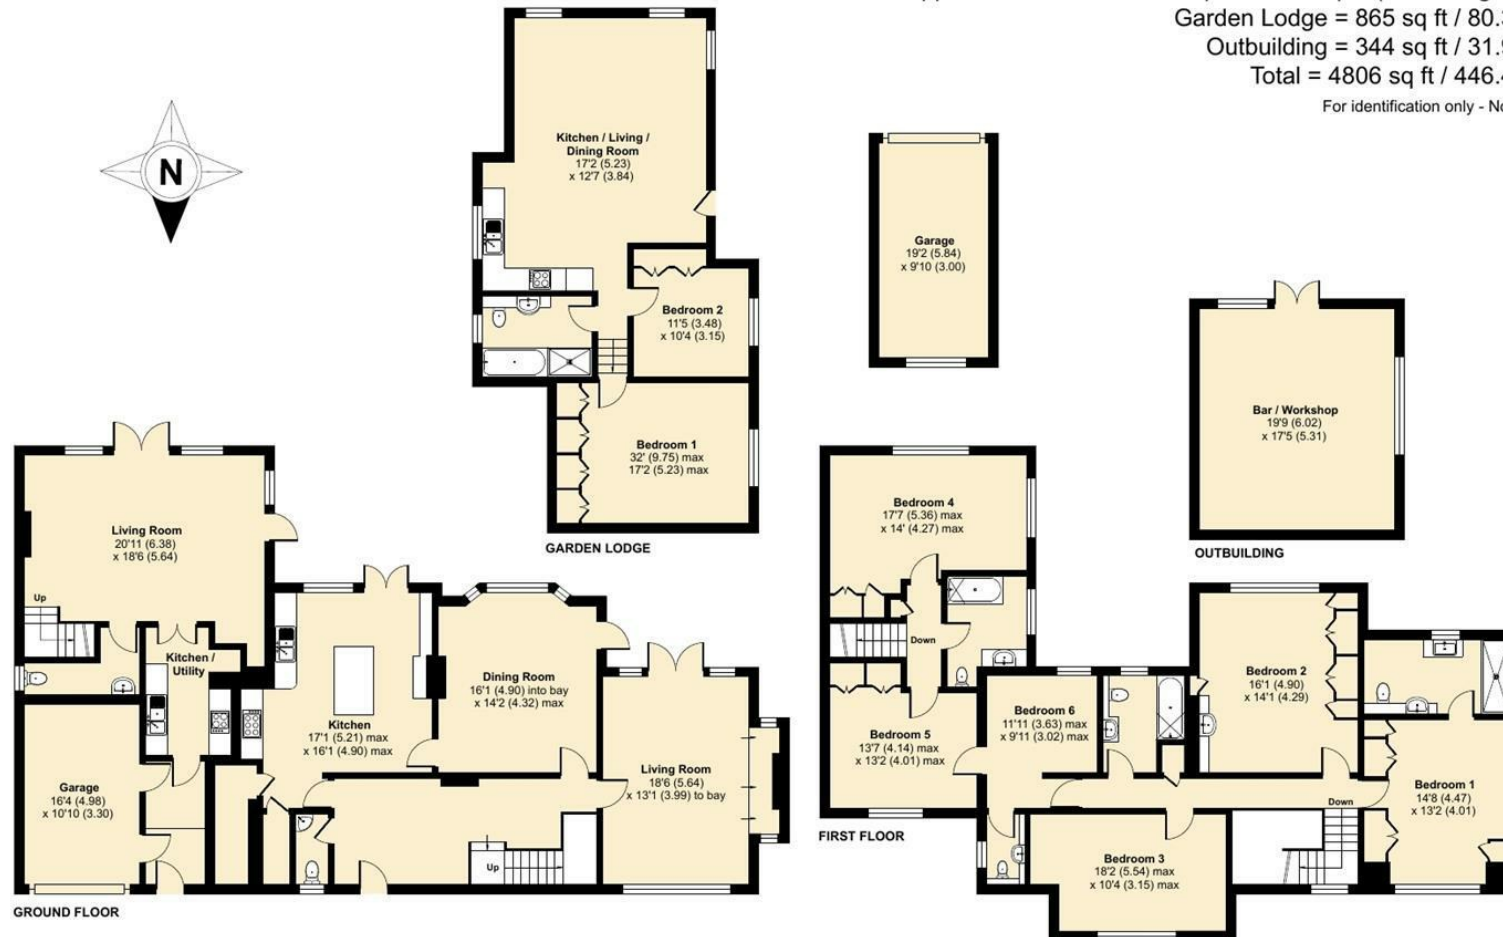 Garden Lodge = 865 sq ft / 80.
Outbuilding = 344 sq ft / 31.
Total = 4806 sq ft / 446.
For identification only -
N
Kitchen / Living /
Dining Room
17'2 (5.23)
x 12'7 (3.84)
Bedroom 2
11'5 (3.48)
x 10'4 (3.15)
Bedroom 1
32' (9.75) max
17'2 (5.23) max
GARDEN LODGE
Garage
19'2 (5.84)
x 9'10 (3.00)
Bar / Workshop
19'9 (6.02)
x 17'5 (5.31)
OUTBUILDING
Living Room
20'11 (6.38)
x 18'6 (5.64)
Up
Kitchen /
Utility
Garage
16'4 (4.98)
x 10'10 (3.30)
Kitchen
17'1 (5.21) max
x 16'1 (4.90) max
Dining Room
16'1 (4.90) into bay
x 14'2 (4.32) max
Living Room
18'6 (5.64)
x 13'1 (3.99) to bay
Up
GROUND FLOOR
Bedroom 4
17'7 (5.36) max
x 14' (4.27) max
Down
Bedroom 5
13'7 (4.14) max
x 13'2 (4.01) max
Bedroom 6
11'11 (3.63) max
x 9'11 (3.02) max
Bedroom 2
16'1 (4.90)
x 14'1 (4.29)
Bedroom 1
14'8 (4.47)
x 13'2 (4.01)
Down
Bedroom 3
18'2 (5.54) max
x 10'4 (3.15) max
FIRST FLOOR